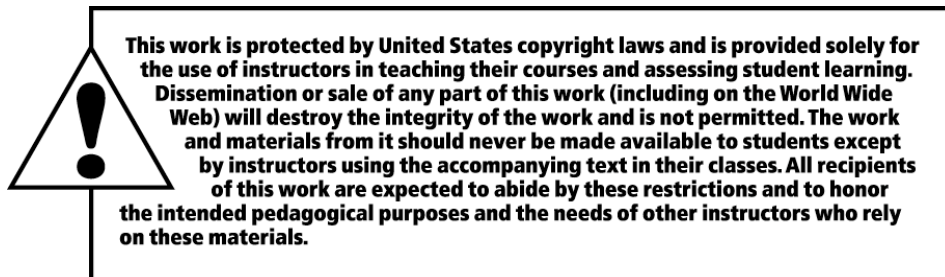 This work is protected by United States copyright laws and is provided solely for
the use of instructors in teaching their courses and assessing student learning.
Dissemination or sale of any part of this work (including on the World Wide
Web) will destroy the integrity of the work and is not permitted. The work
and materials from it should never be made available to students except
by instructors using the accompanying text in their classes. All recipients
of this work are expected to abide by these restrictions and to honor
the intended pedagogical purposes and the needs of other instructors who rely
on these materials.